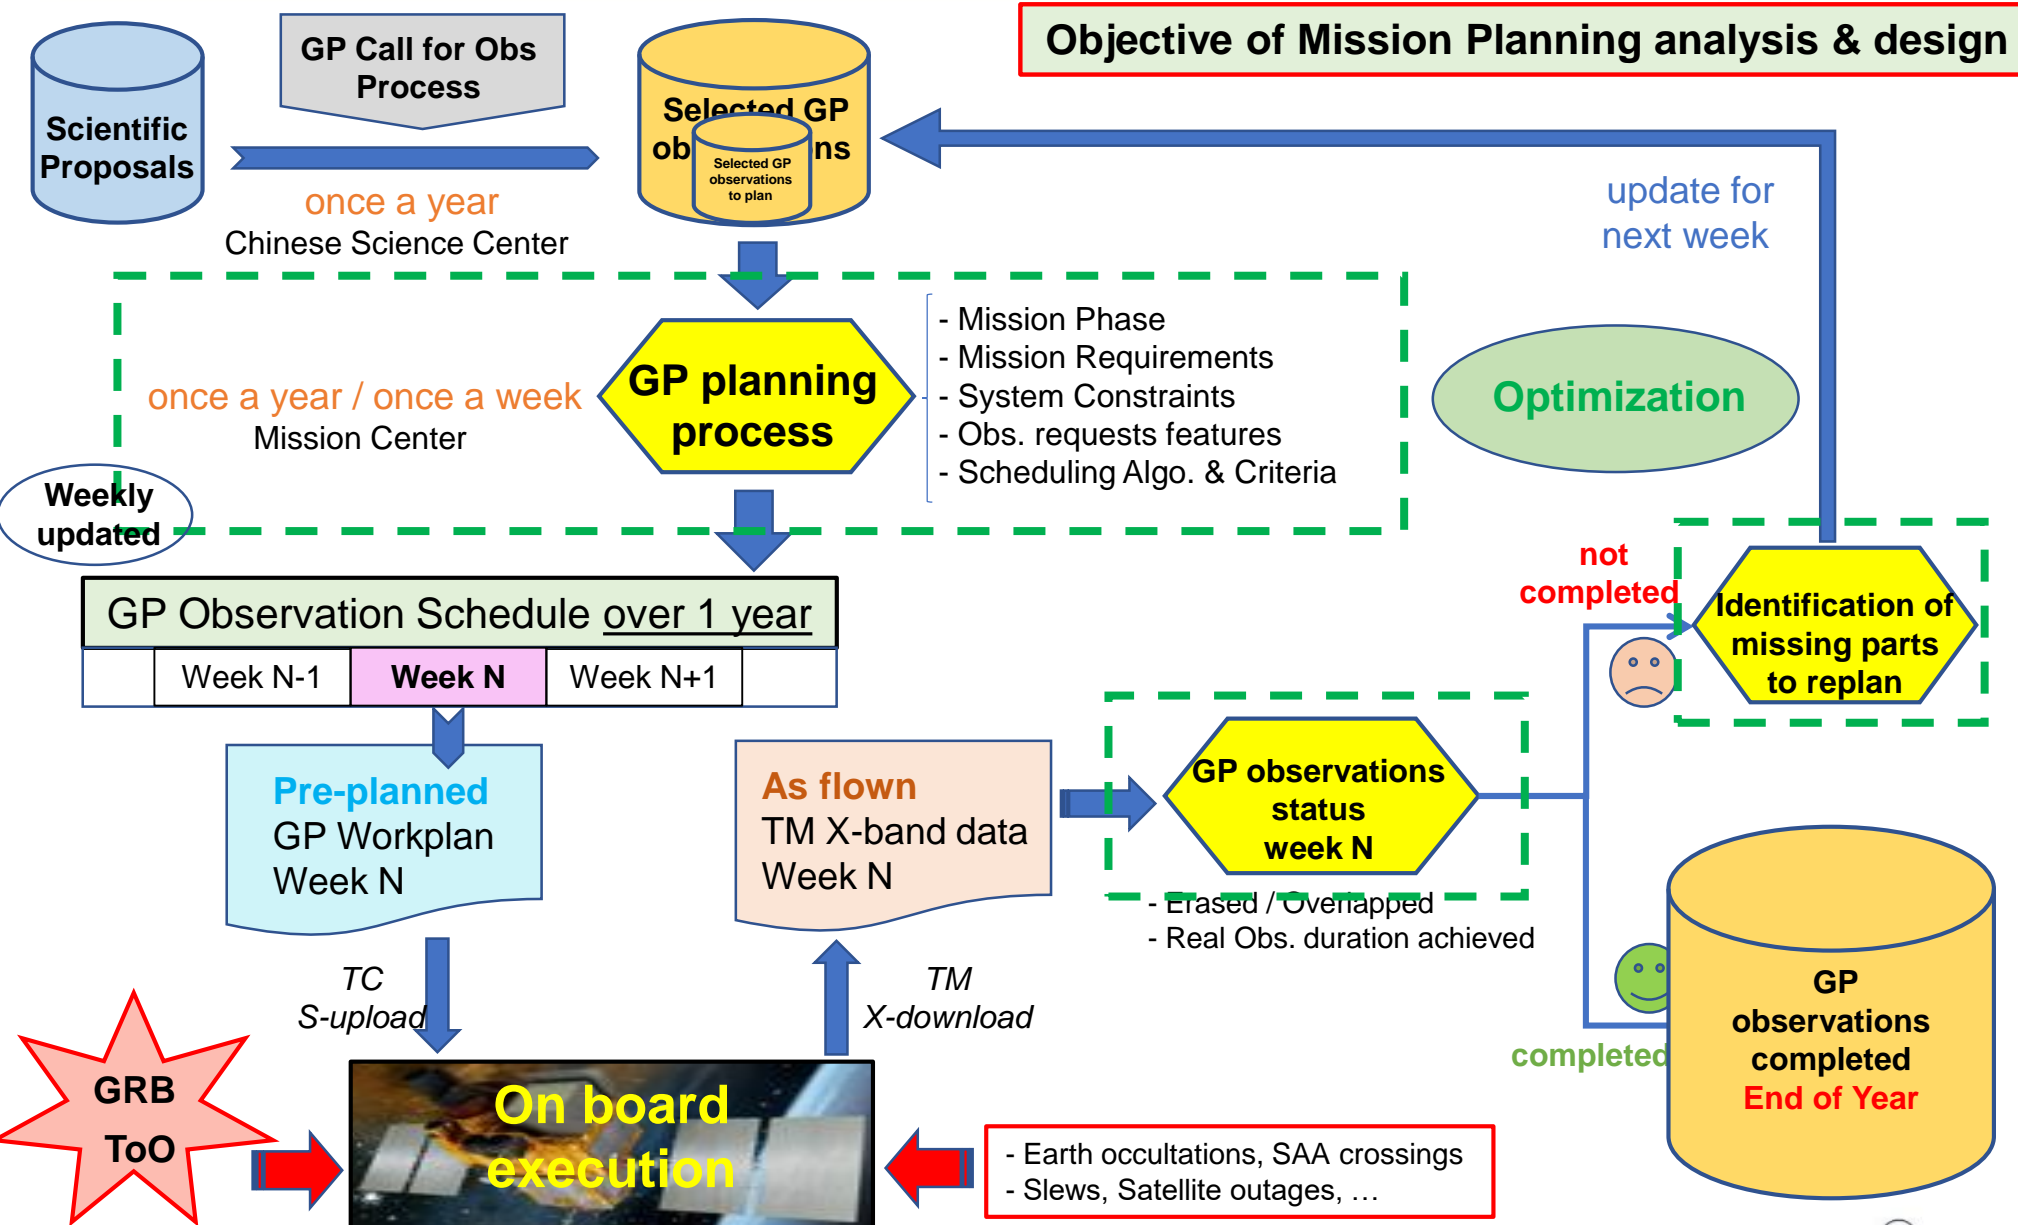 Objective of Mission Planning analysis & design
GP Call for Obs
Process
Scientific
Proposals
Selected GP
ob
ns
Selected GP
observations
to plan
once a year
Chinese Science Center
update for
next week
once a year / once a week
Mission Center
GP planning
process
- Mission Phase
- Mission Requirements
- System Constraints
- Obs. requests features
- Scheduling Algo. & Criteria
Optimization
Weekly
updated
GP Observation Schedule over 1 year
Week N-1
Week N
Week N+1
not
completed
Identification of
missing parts
to replan
Pre-planned
GP Workplan
Week N
As flown
TM X-band data
Week N
GP observations
status
week N
- Erased / Overlapped
- Real Obs. duration achieved
TC
S-upload
TM
X-download
completed
GP
observations
completed
End of Year
GRB
ToO
On board
execution
- Earth occultations, SAA crossings
- Slews, Satellite outages, …